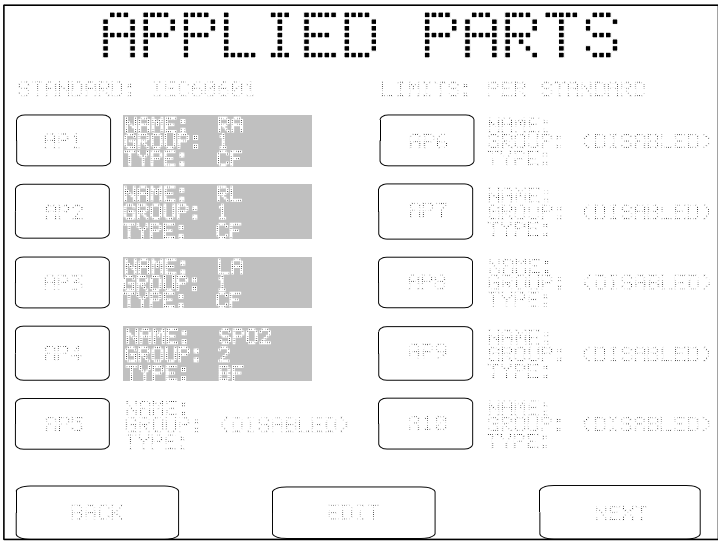 APPLIED PARTS
STANDARD: IEC60601 LIMITS: PER STANDARD
AP1
NAME: RA
GROUP: 1
TYPE: CF
AP2
NAME: RL
GROUP: 1
TYPE: CF
AP3
NAME: LA
GROUP: 1
TYPE: CF
AP4
NAME: SPO2
GROUP: 2
TYPE: BF
AP5
NAME:
GROUP: (DISABLED)
TYPE:
AP6
NAME:
GROUP: (DISABLED)
TYPE:
AP7
NAME:
GROUP: (DISABLED)
TYPE:
AP8
NAME:
GROUP: (DISABLED)
TYPE:
AP9
NAME:
GROUP: (DISABLED)
TYPE:
A10
NAME:
GROUP: (DISABLED)
TYPE:
BACK EDIT NEXT